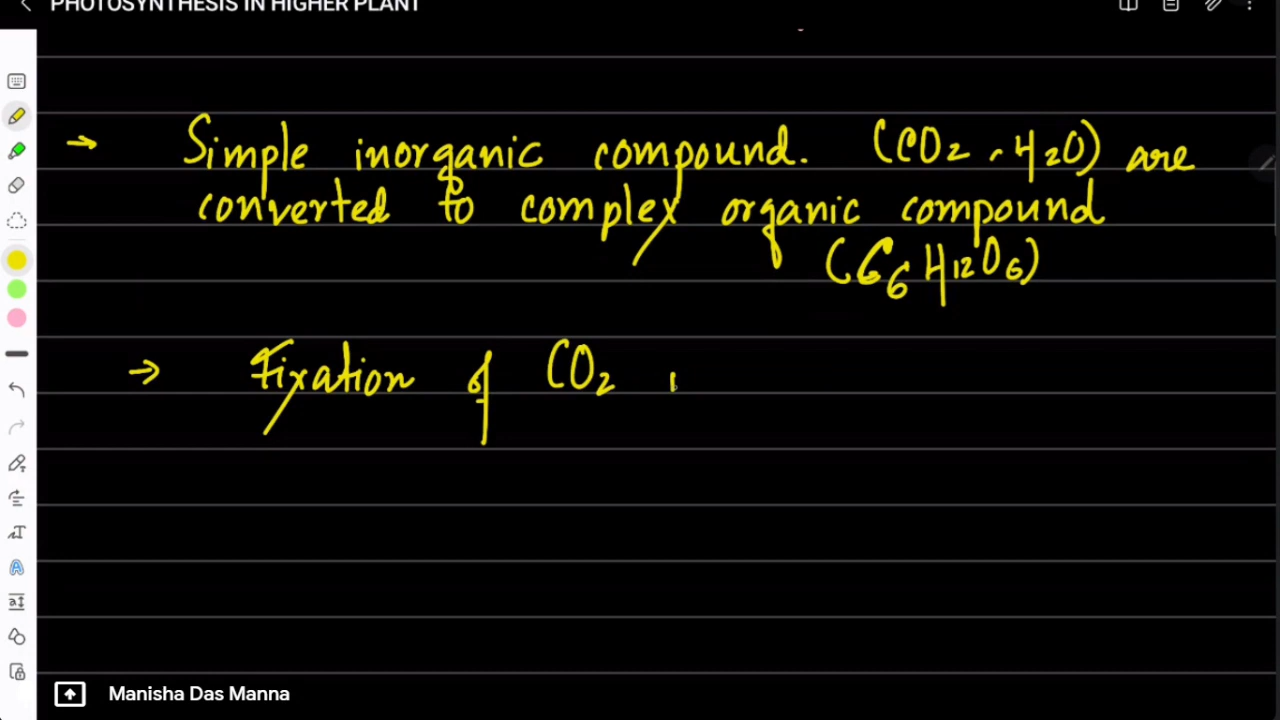 PHOTOSYNTHESIS IN HIGHER PLANT
→ Simple inorganic compound. (CO2, H2O) are
converted to complex organic compound
(C6H12O6)
→ Fixation of CO2
Manisha Das Manna